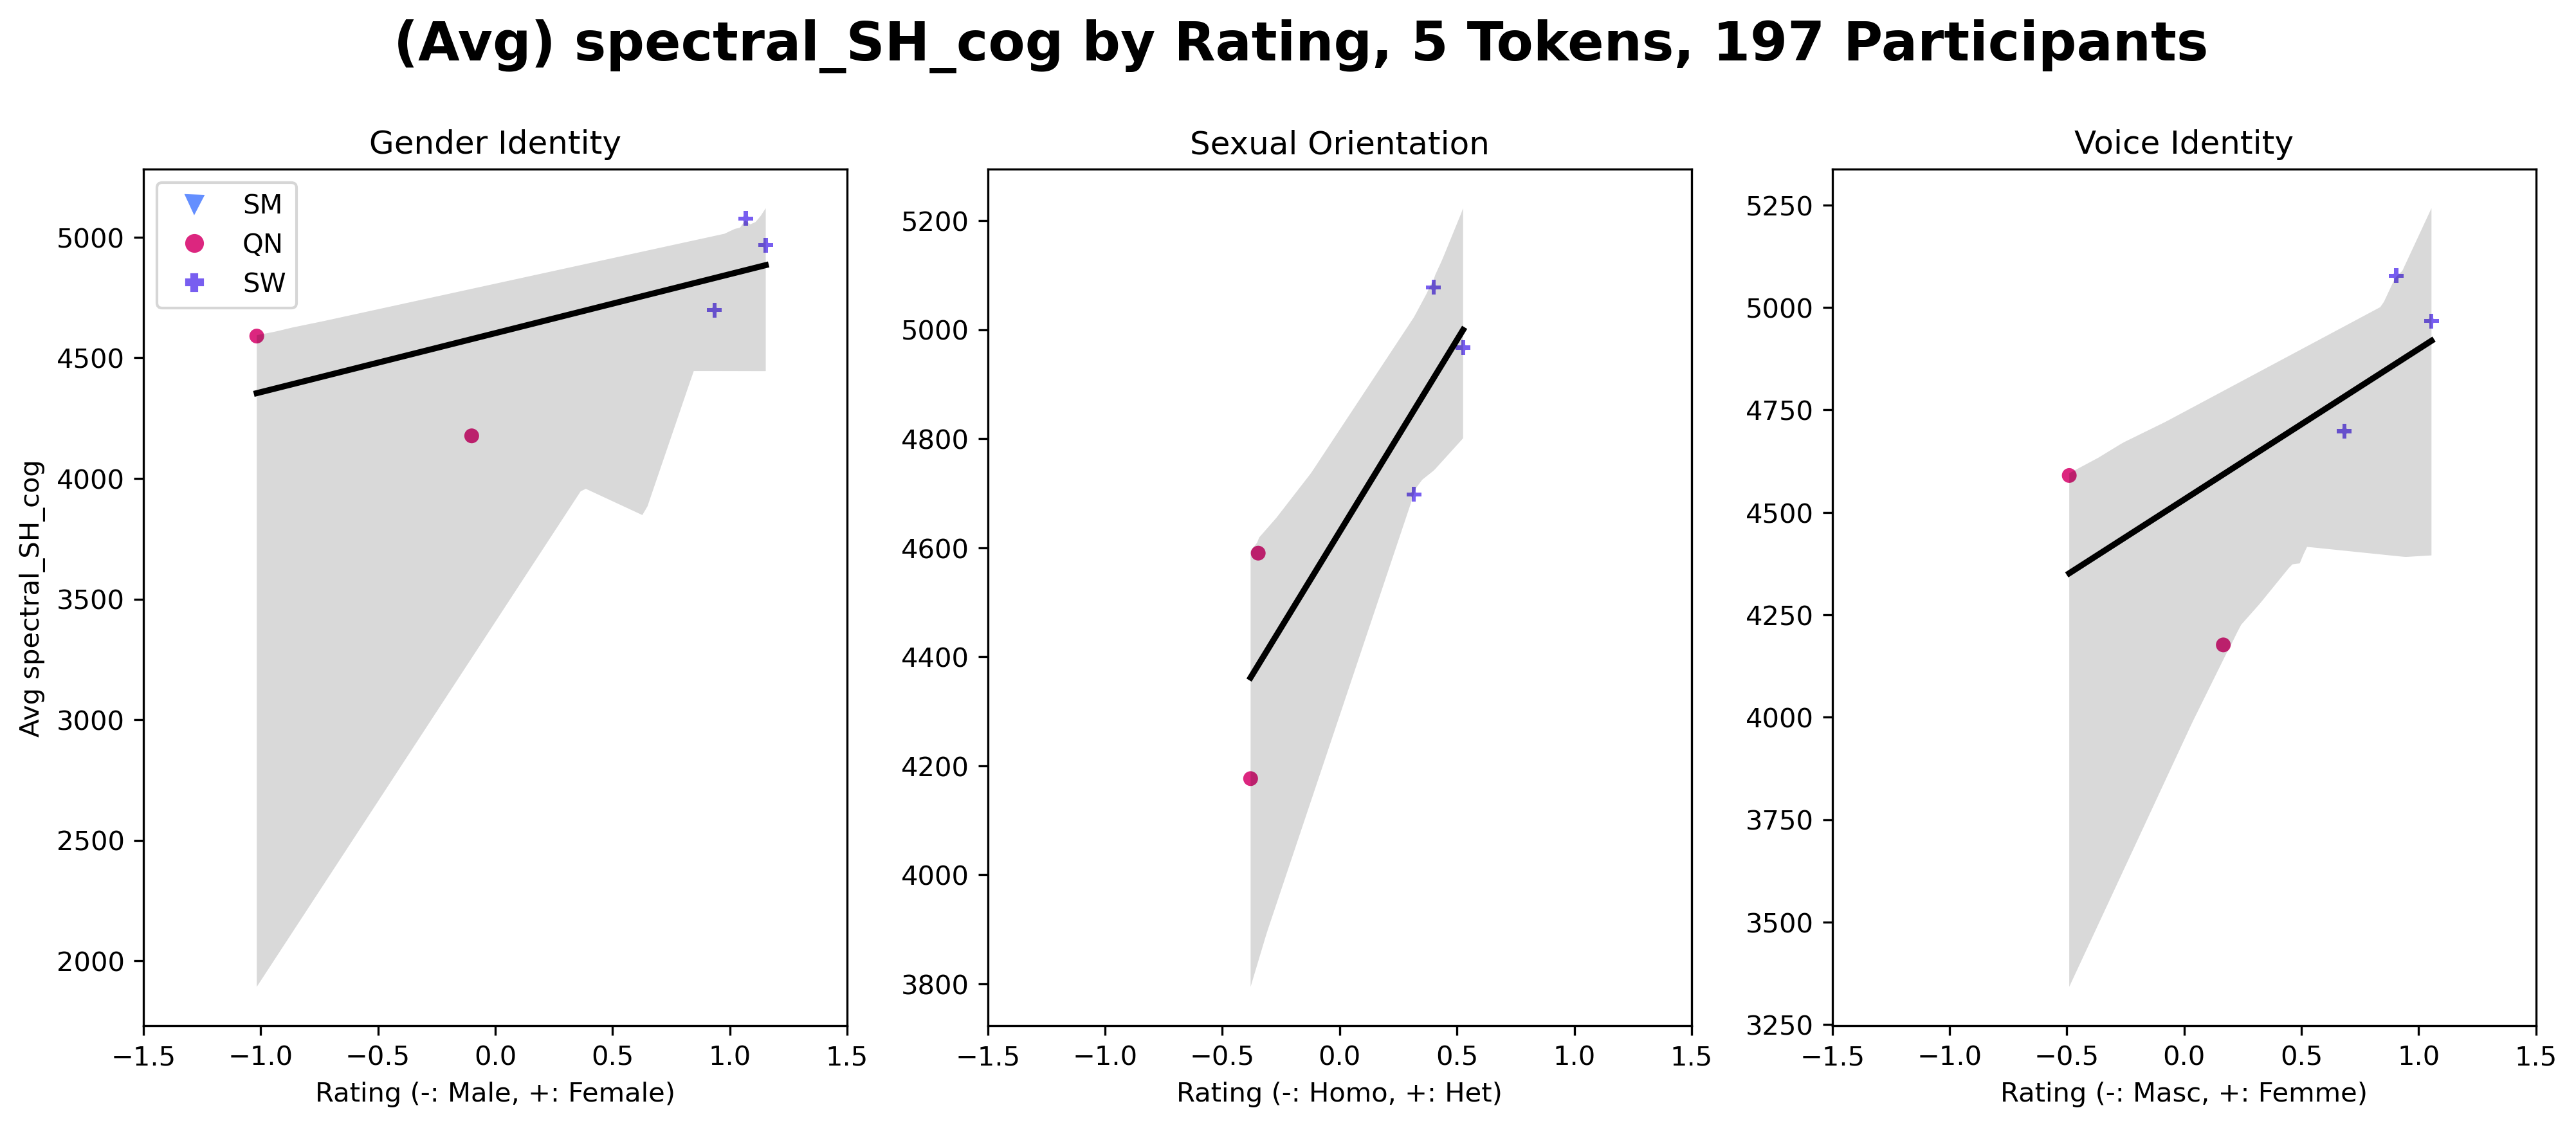 (Avg) spectral_SH_cog by Rating, 5 Tokens, 197 Participants
Gender Identity
SM
QN
SW
Avg spectral_SH_cog
5000
4500
4000
3500
3000
2500
2000
−1.5 −1.0 −0.5 0.0 0.5 1.0 1.5
Rating (-: Male, +: Female)
Sexual Orientation
5200
5000
4800
4600
4400
4200
4000
3800
−1.5 −1.0 −0.5 0.0 0.5 1.0 1.5
Rating (-: Homo, +: Het)
Voice Identity
5250
5000
4750
4500
4250
4000
3750
3500
3250
−1.5 −1.0 −0.5 0.0 0.5 1.0 1.5
Rating (-: Masc, +: Femme)